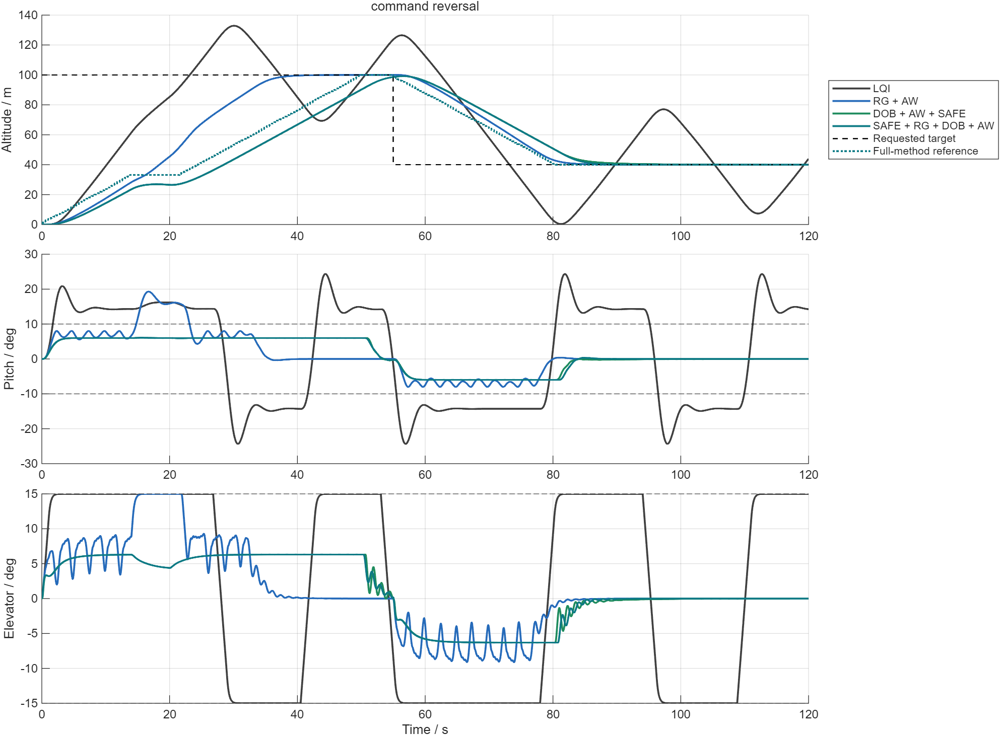 command reversal
140
120
100
80
60
40
20
0
Altitude / m
0 20 40 60 80 100 120
LQI
RG + AW
DOB + AW + SAFE
SAFE + RG + DOB + AW
Requested target
Full-method reference
30
20
10
0
-10
-20
-30
Pitch / deg
0 20 40 60 80 100 120
15
10
5
0
-5
-10
-15
Elevator / deg
0 20 40 60 80 100 120
Time / s